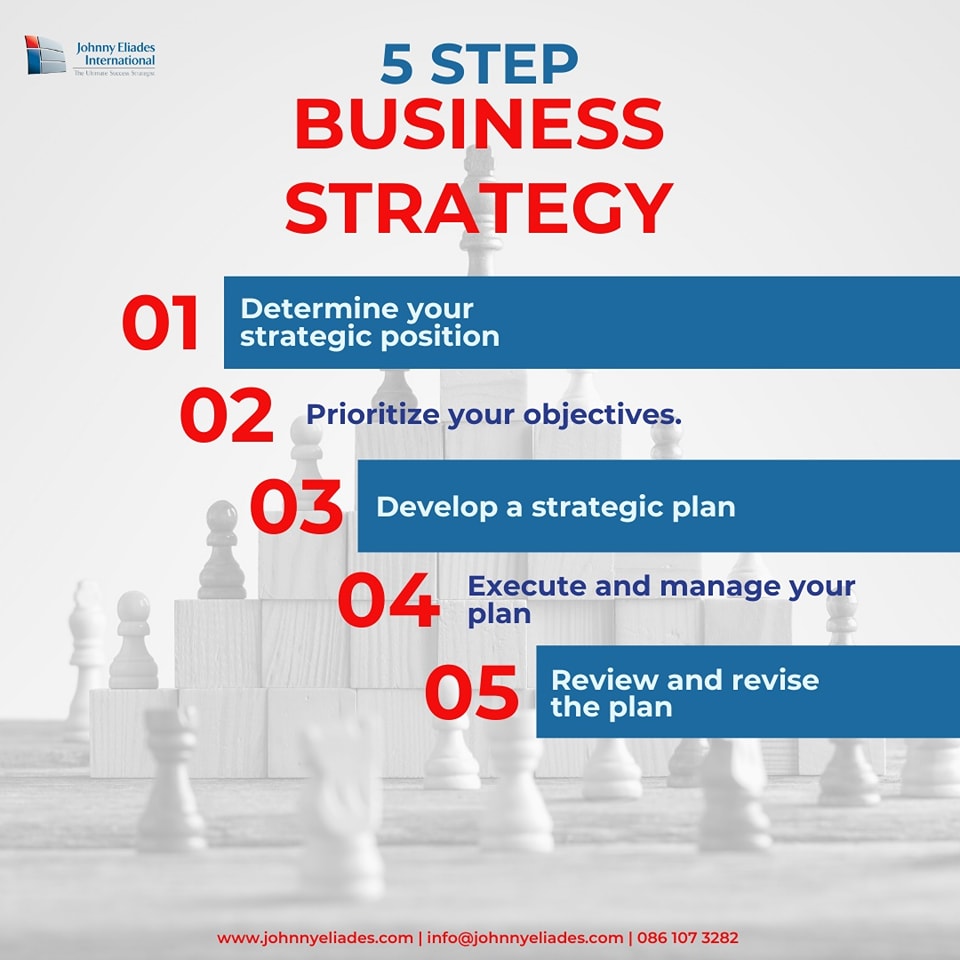 Johnny Eliades
International
The Ultimate Success Strategist
5 STEP
BUSINESS
STRATEGY
01
Determine your
strategic position
02
Prioritize your objectives.
03
Develop a strategic plan
04
Execute and manage your
plan
05
Review and revise
the plan
www.johnnyeliades.com | info@johnnyeliades.com | 086 107 3282